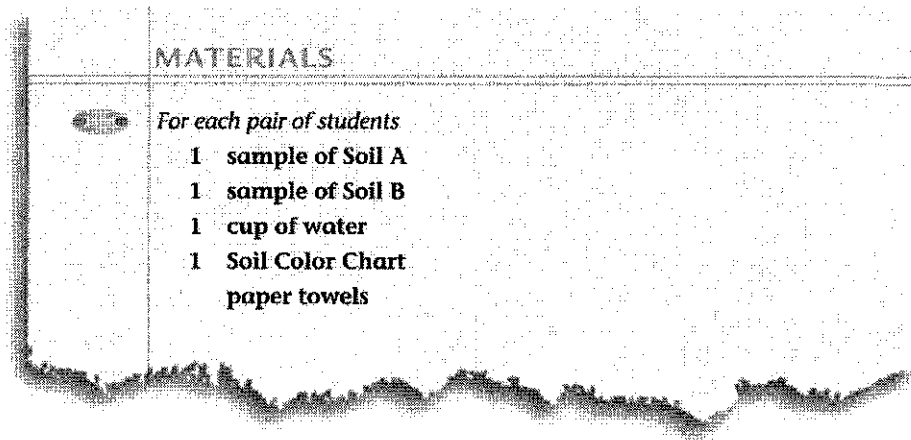 MATERIALS
For each pair of students
1 sample of Soil A
1 sample of Soil B
1 cup of water
1 Soil Color Chart
paper towels